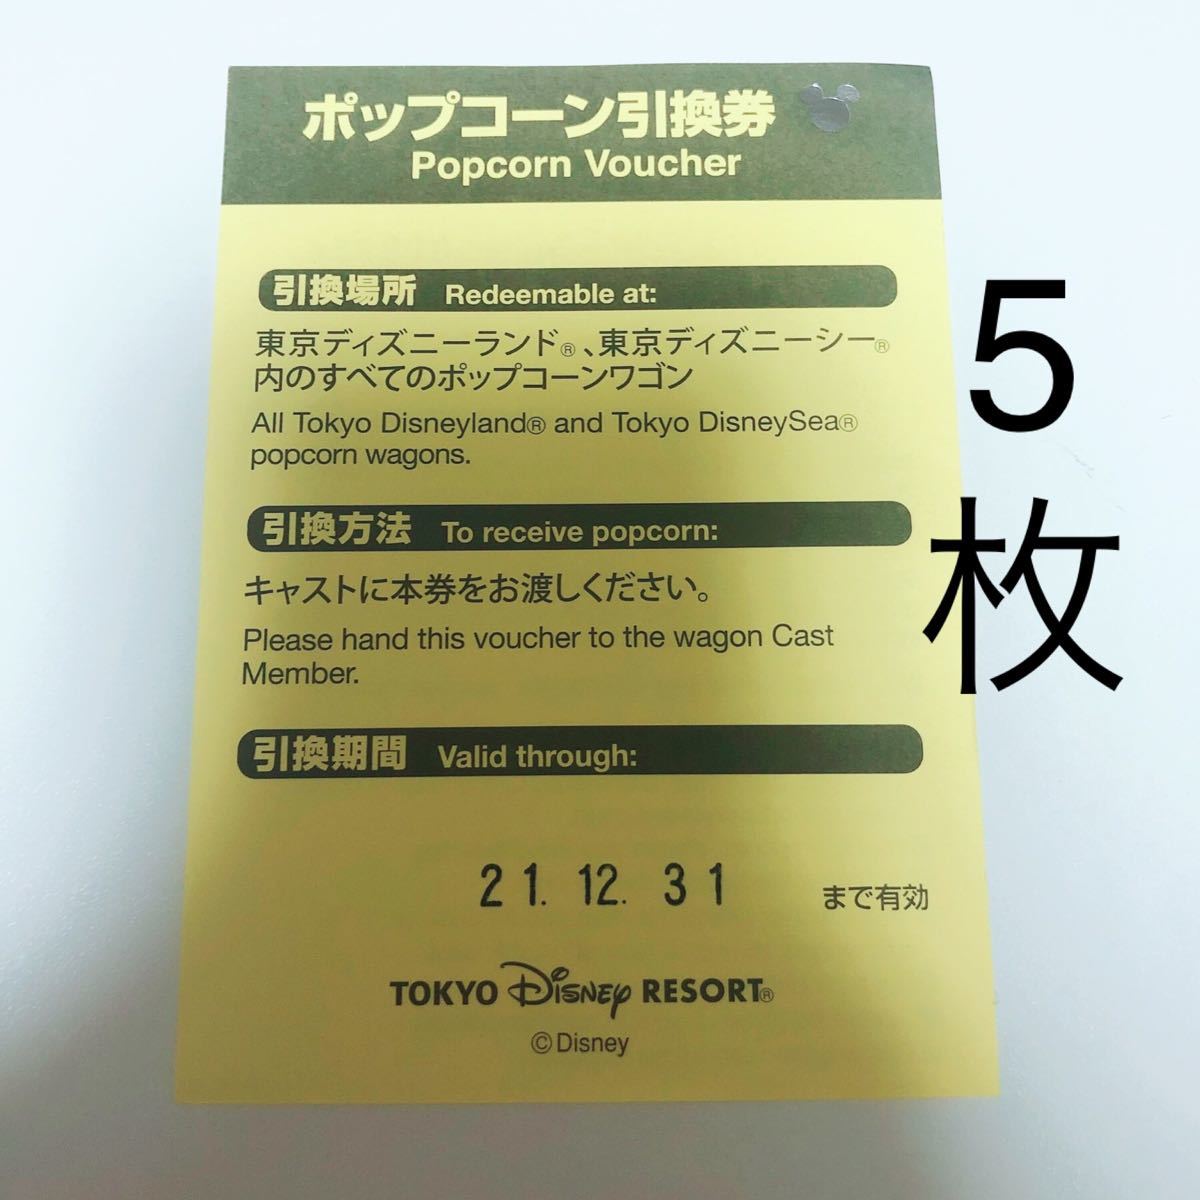 ポップコーン引換券
Popcorn Voucher
引換場所 Redeemable at:
東京ディズニーランド®、東京ディズニーシー®
内のすべてのポップコーンワゴン
All Tokyo Disneyland® and Tokyo DisneySea®
popcorn wagons.
引換方法 To receive popcorn:
キャストに本券をお渡しください。
Please hand this voucher to the wagon Cast
Member.
引換期間 Valid through:
21. 12. 31 まで有効
TOKYO Disney RESORT®
©Disney
5
枚